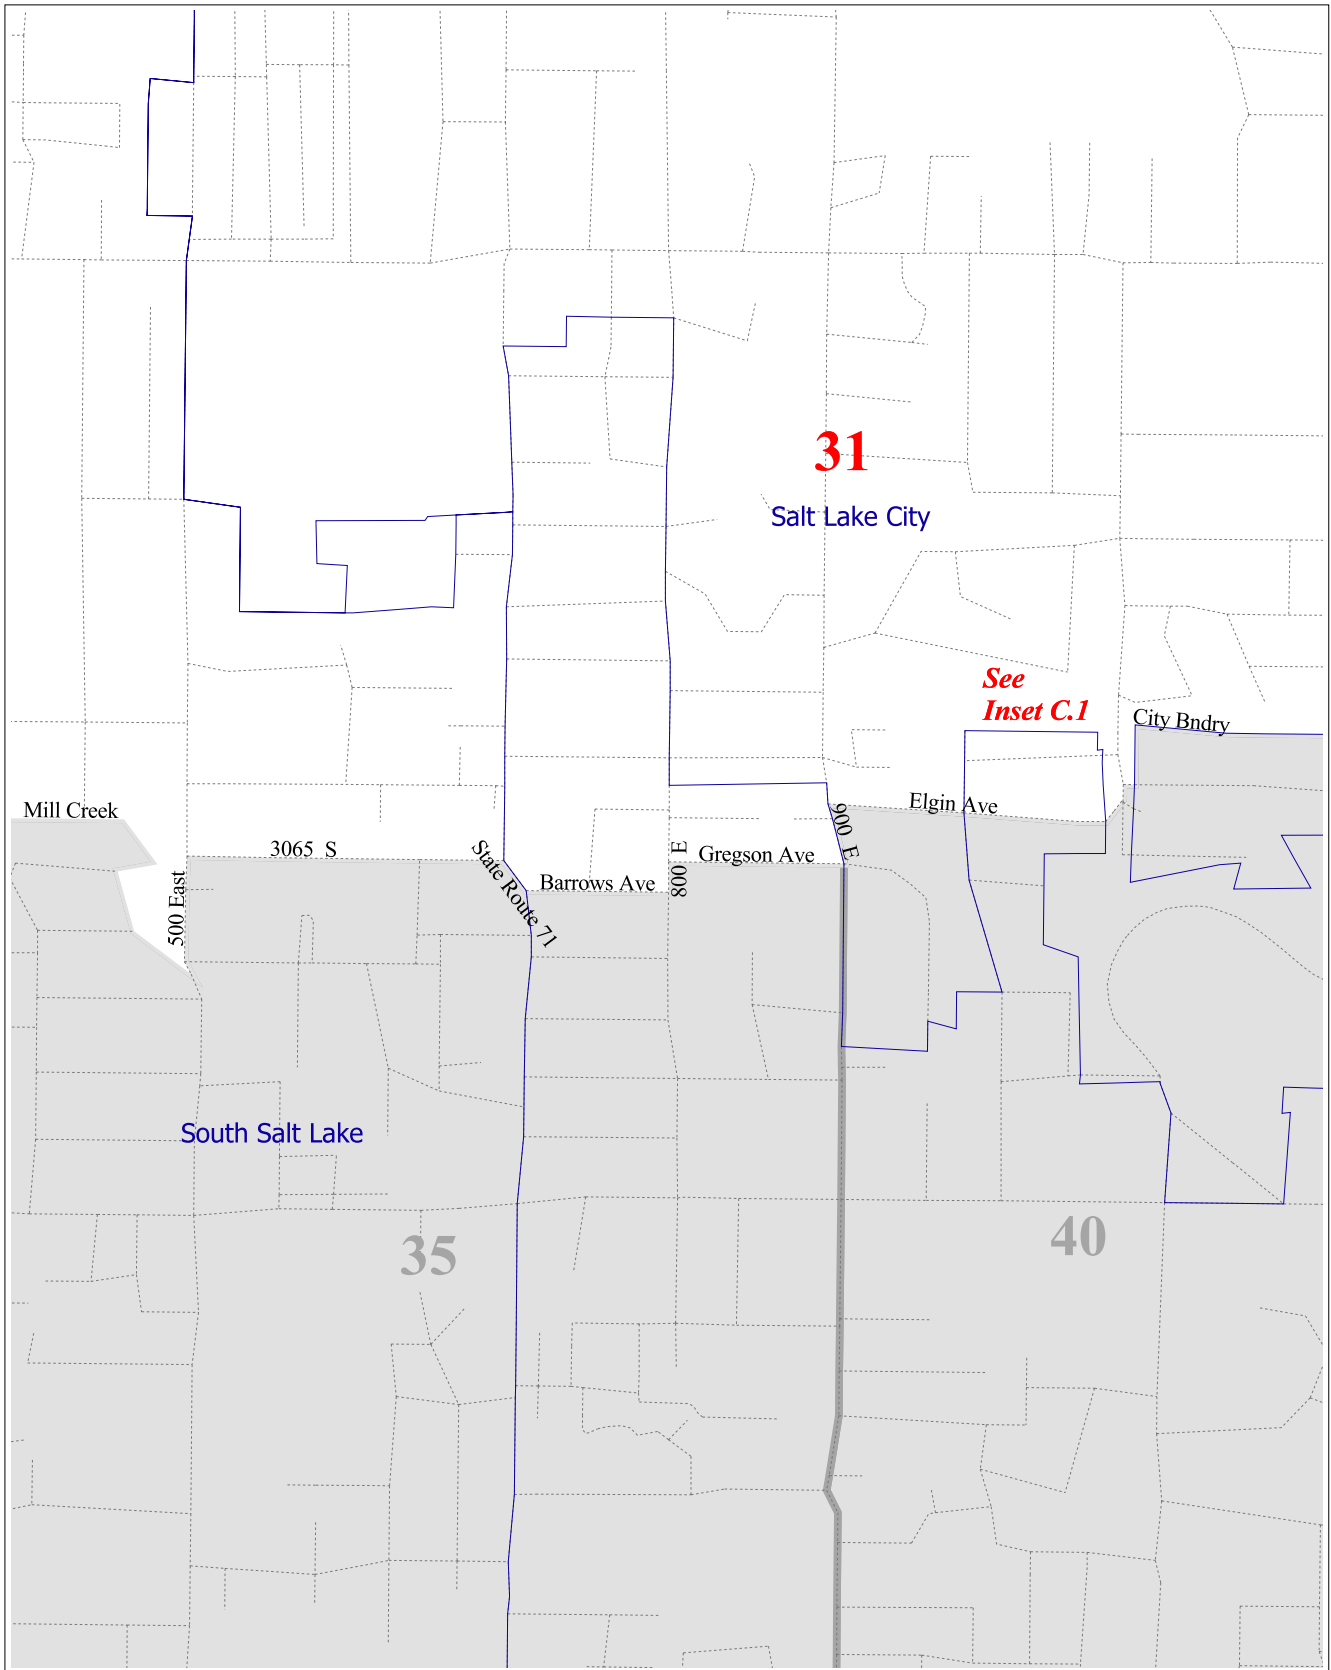 31
Salt Lake City
See
Inset C.1
City Bndry
Mill Creek
Elgin Ave
900 E
3065 S
State Route 71
800 E
Gregson Ave
Barrows Ave
500 East
South Salt Lake
35
40